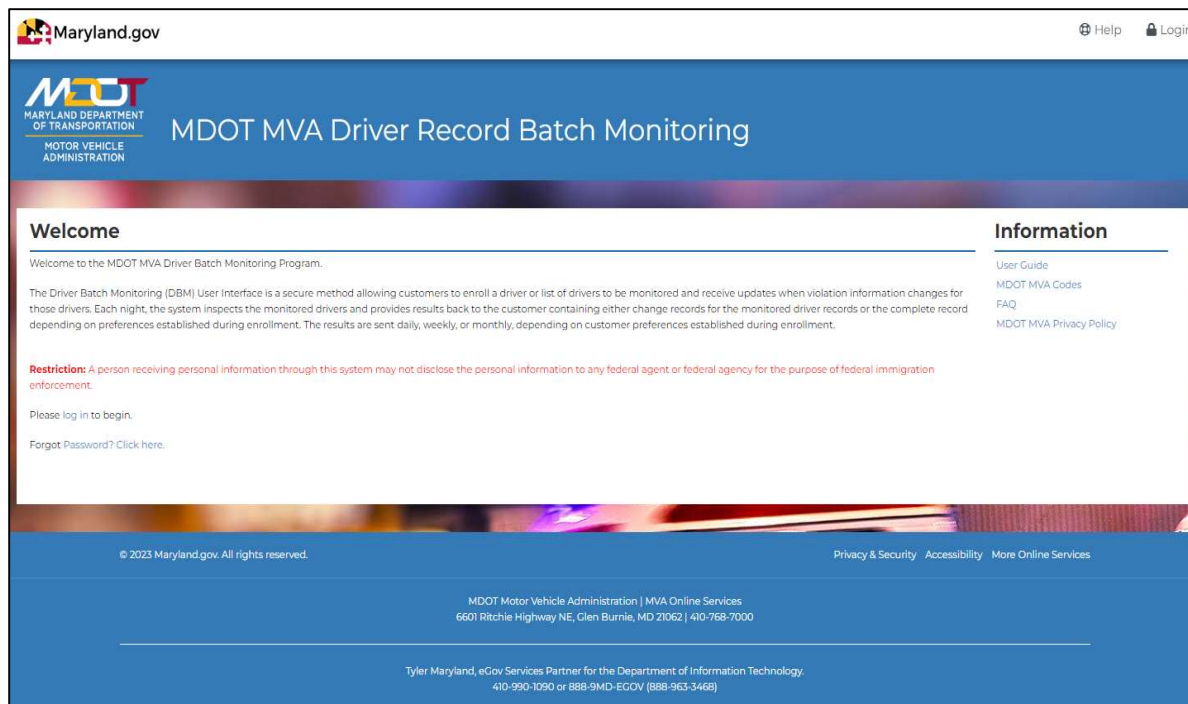 Maryland.gov
Help
Login
MDOT
MARYLAND DEPARTMENT
OF TRANSPORTATION
MOTOR VEHICLE
ADMINISTRATION
MDOT MVA Driver Record Batch Monitoring
Welcome
Welcome to the MDOT MVA Driver Batch Monitoring Program.
The Driver Batch Monitoring (DBM) User Interface is a secure method allowing customers to enroll a driver or list of drivers to be monitored and receive updates when violation information changes for
those drivers. Each night, the system inspects the monitored drivers and provides results back to the customer containing either change records for the monitored driver records or the complete record
depending on preferences established during enrollment. The results are sent daily, weekly, or monthly, depending on customer preferences established during enrollment.
Restriction: A person receiving personal information through this system may not disclose the personal information to any federal agent or federal agency for the purpose of federal immigration
enforcement.
Please log in to begin.
Forgot Password? Click here.
Information
User Guide
MDOT MVA Codes
FAQ
MDOT MVA Privacy Policy
© 2023 Maryland.gov. All rights reserved.
Privacy & Security Accessibility More Online Services
MDOT Motor Vehicle Administration | MVA Online Services
6601 Ritchie Highway NE, Glen Burnie, MD 21062 | 410-768-7000
Tyler Maryland, eGov Services Partner for the Department of Information Technology.
410-990-1090 or 888-9MD-EGOV (888-963-3468)